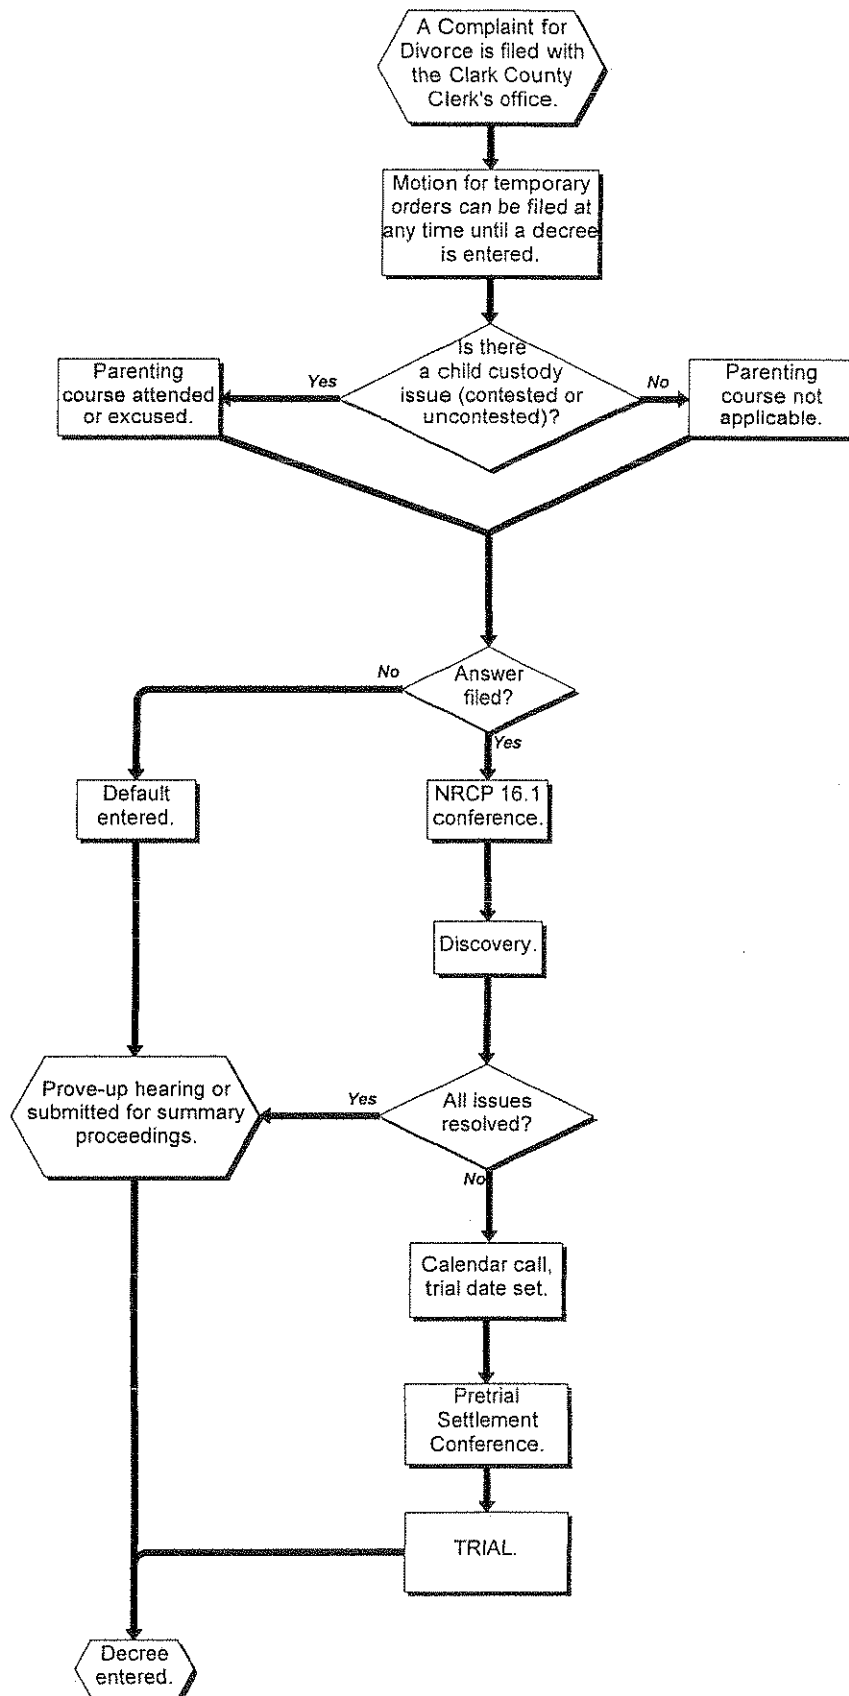 A Complaint for
Divorce is filed with
the Clark County
Clerk's office.
Motion for temporary
orders can be filed at
any time until a decree
is entered.
Is there
a child custody
issue (contested or
uncontested)?
Yes
No
Parenting
course attended
or excused.
Parenting
course not
applicable.
Answer
filed?
No
Yes
Default
entered.
NRCP 16.1
conference.
Discovery.
Prove-up hearing or
submitted for summary
proceedings.
Yes
All issues
resolved?
No
Calendar call,
trial date set.
Pretrial
Settlement
Conference.
TRIAL.
Decree
entered.